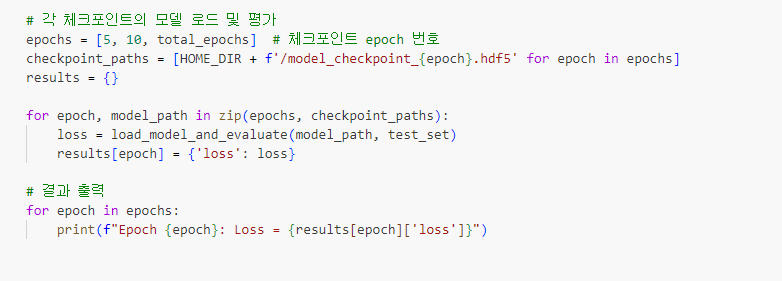 # 각 체크포인트의 모델 로드 및 평가
epochs = [5, 10, total_epochs]  # 체크포인트 epoch 번호
checkpoint_paths = [HOME_DIR + f'/model_checkpoint_{epoch}.hdf5' for epoch in epochs]
results = {}

for epoch, model_path in zip(epochs, checkpoint_paths):
    loss = load_model_and_evaluate(model_path, test_set)
    results[epoch] = {'loss': loss}

# 결과 출력
for epoch in epochs:
    print(f"Epoch {epoch}: Loss = {results[epoch]['loss']}")